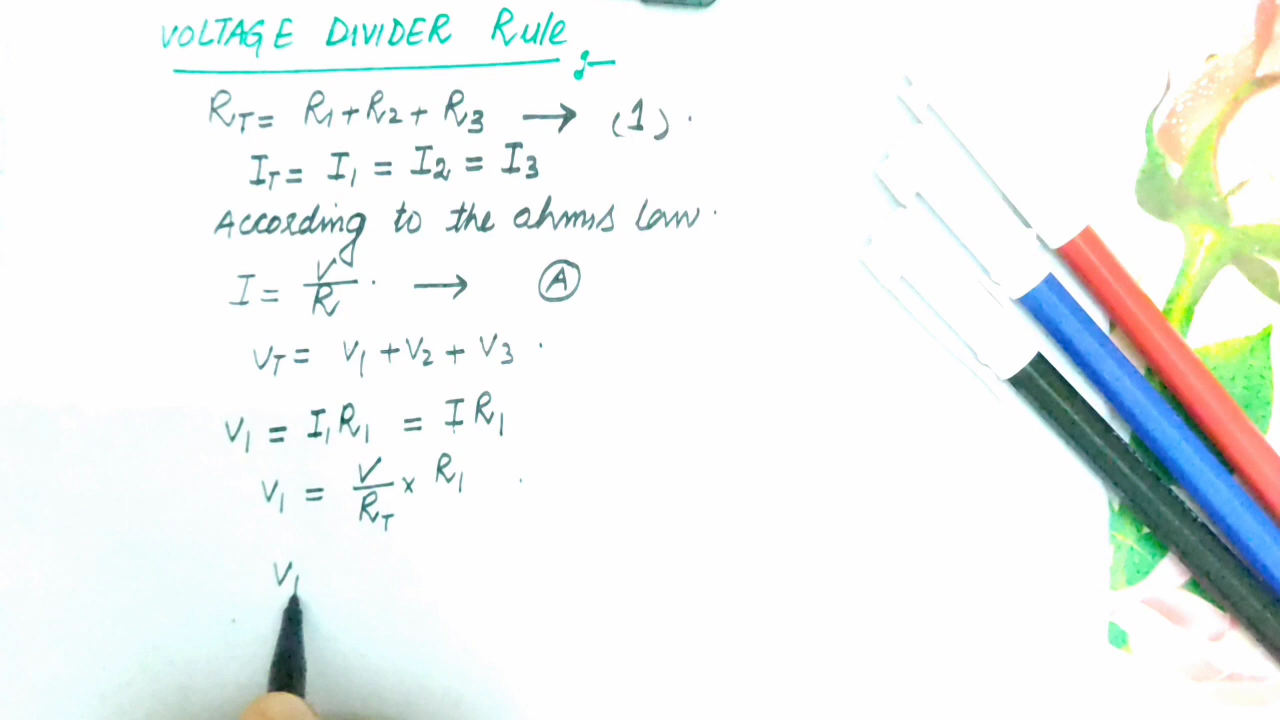 VOLTAGE DIVIDER Rule :-
RT = R1 + R2 + R3 → (1).
IT = I1 = I2 = I3
According to the ohms law.
I = V/R. → (A)
VT = V1 + V2 + V3.
V1 = I1R1 = IR1
V1 = V/RT × R1.
V1